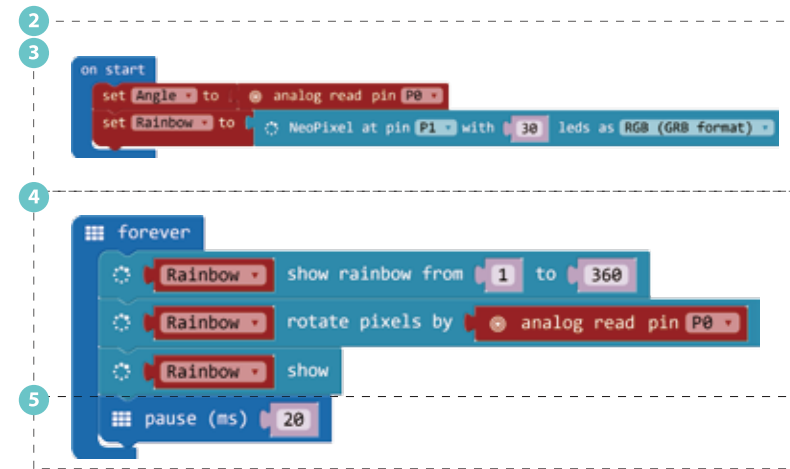 2
3
on start
set Angle to analog read pin P0
set Rainbow to NeoPixel at pin P1 with 30 leds as RGB (GRB format)
4
forever
Rainbow show rainbow from 1 to 360
Rainbow rotate pixels by analog read pin P0
Rainbow show
5
pause (ms) 20